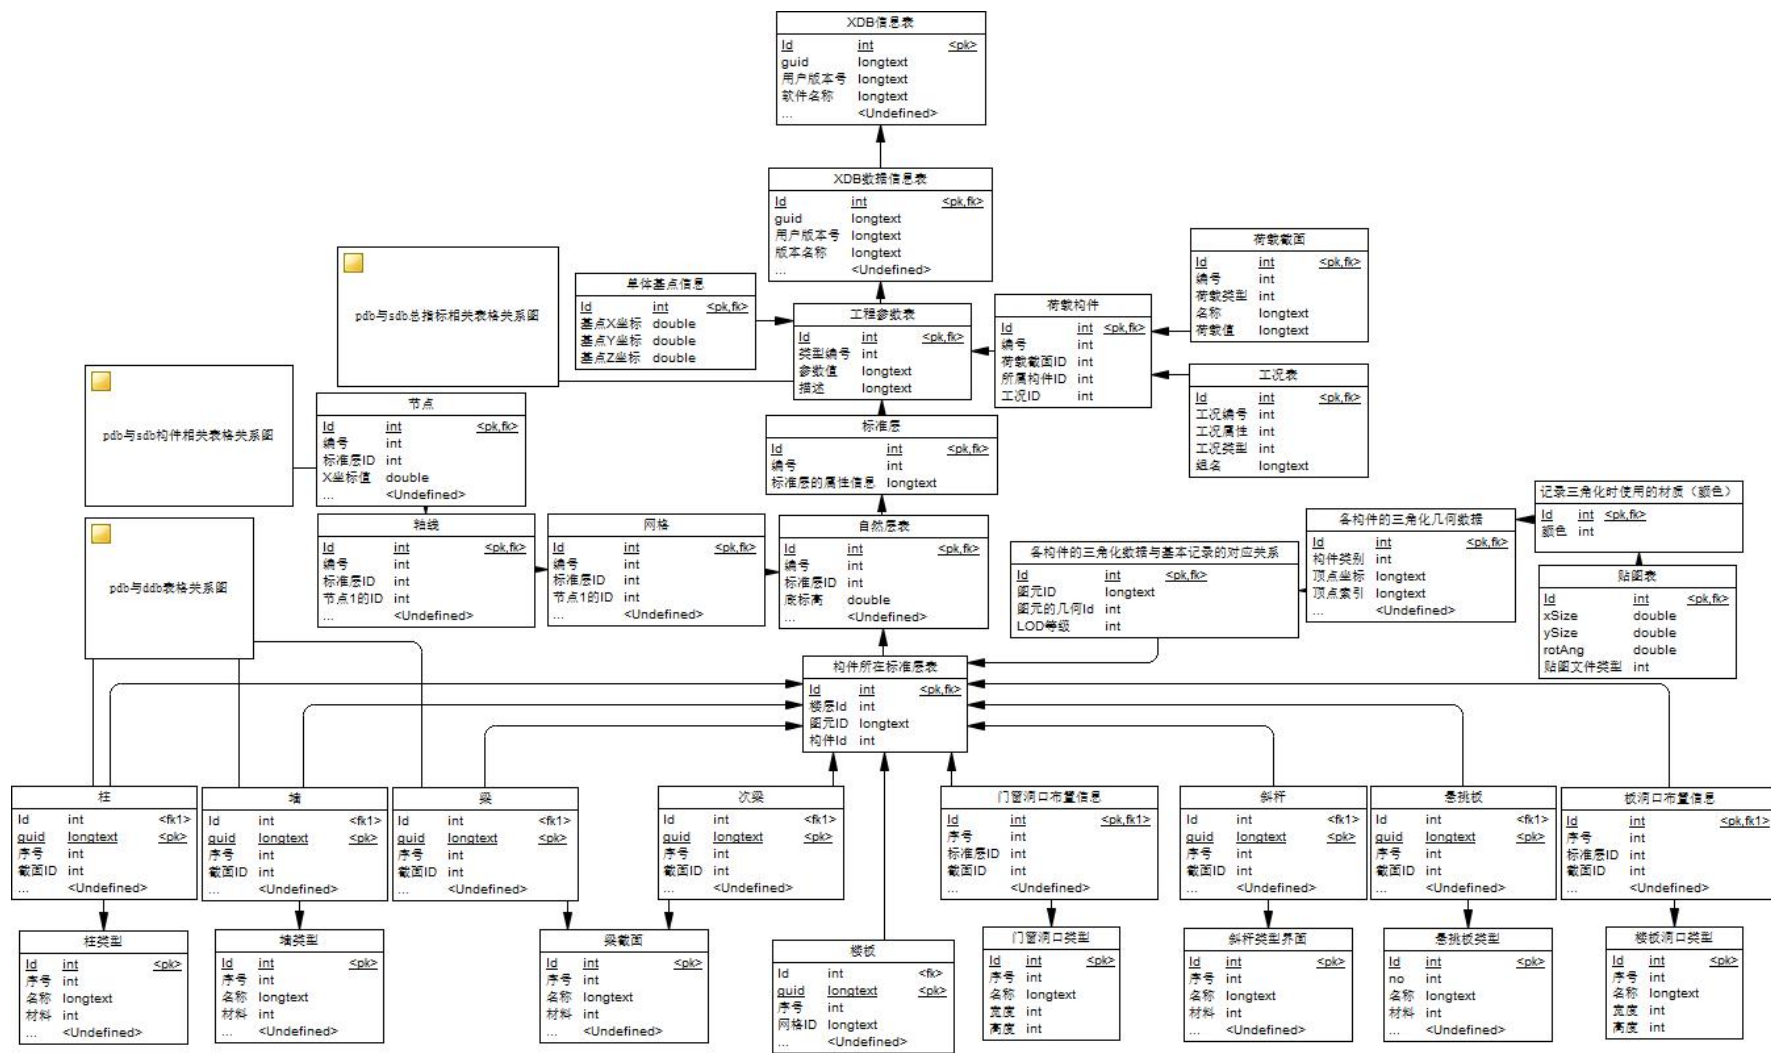 XDB信息表
Id int <pk>
guid longtext
用户版本号 longtext
软件名称 longtext
... <Undefined>
XDB数据信息表
Id int <pk,fk>
guid longtext
用户版本号 longtext
版本名称 longtext
... <Undefined>
pdb与sdb总指标相关表格关系图
单体基点信息
Id int <pk,fk>
基点X坐标 double
基点Y坐标 double
基点Z坐标 double
工程参数表
Id int <pk,fk>
类型编号 int
参数值 longtext
描述 longtext
荷载构件
Id int <pk,fk>
编号 int
荷载截面ID int
所属构件ID int
工况ID int
荷载截面
Id int <pk,fk>
编号 int
荷载类型 int
名称 longtext
荷载值 longtext
工况表
Id int <pk,fk>
工况编号 int
工况属性 int
工况类型 int
组名 longtext
pdb与sdb构件相关表格关系图
节点
Id int <pk,fk>
编号 int
标准层ID int
X坐标值 double
... <Undefined>
标准层
Id int <pk,fk>
编号 int
标准层的属性信息 longtext
pdb与ddb表格关系图
轴线
Id int <pk,fk>
编号 int
标准层ID int
节点1的ID int
... <Undefined>
网格
Id int <pk,fk>
编号 int
标准层ID int
节点1的ID int
... <Undefined>
自然层表
Id int <pk,fk>
编号 int
标准层ID int
底标高 double
... <Undefined>
各构件的三角化数据与基本记录的对应关系
Id int <pk,fk>
图元ID longtext
图元的几何Id int
LOD等级 int
各构件的三角化几何数据
Id int <pk,fk>
构件类别 int
顶点坐标 longtext
顶点索引 longtext
... <Undefined>
记录三角化时使用的材质（颜色）
Id int <pk,fk>
颜色 int
贴图表
Id int <pk,fk>
xSize double
ySize double
rotAng double
贴图文件类型 int
构件所在标准层表
Id int <pk,fk>
楼层Id int
图元ID longtext
构件Id int
柱
Id int <fk1>
guid longtext <pk>
序号 int
截面ID int
... <Undefined>
墙
Id int <fk1>
guid longtext <pk>
序号 int
截面ID int
... <Undefined>
梁
Id int <fk1>
guid longtext <pk>
序号 int
截面ID int
... <Undefined>
次梁
Id int <fk1>
guid longtext <pk>
序号 int
截面ID int
... <Undefined>
门窗洞口布置信息
Id int <pk,fk1>
序号 int
标准层ID int
截面ID int
... <Undefined>
斜杆
Id int <fk1>
guid longtext <pk>
序号 int
截面ID int
... <Undefined>
悬挑板
Id int <fk1>
guid longtext <pk>
序号 int
截面ID int
... <Undefined>
板洞口布置信息
Id int <pk,fk1>
序号 int
标准层ID int
截面ID int
... <Undefined>
柱类型
Id int <pk>
序号 int
名称 longtext
材料 int
... <Undefined>
墙类型
Id int <pk>
序号 int
名称 longtext
材料 int
... <Undefined>
梁截面
Id int <pk>
序号 int
名称 longtext
材料 int
... <Undefined>
楼板
Id int <fk>
guid longtext <pk>
序号 int
网格ID longtext
... <Undefined>
门窗洞口类型
Id int <pk>
序号 int
名称 longtext
宽度 int
高度 int
斜杆类型界面
Id int <pk>
序号 int
名称 longtext
材料 int
... <Undefined>
悬挑板类型
Id int <pk>
no int
名称 longtext
材料 int
... <Undefined>
楼板洞口类型
Id int <pk>
序号 int
名称 longtext
宽度 int
高度 int